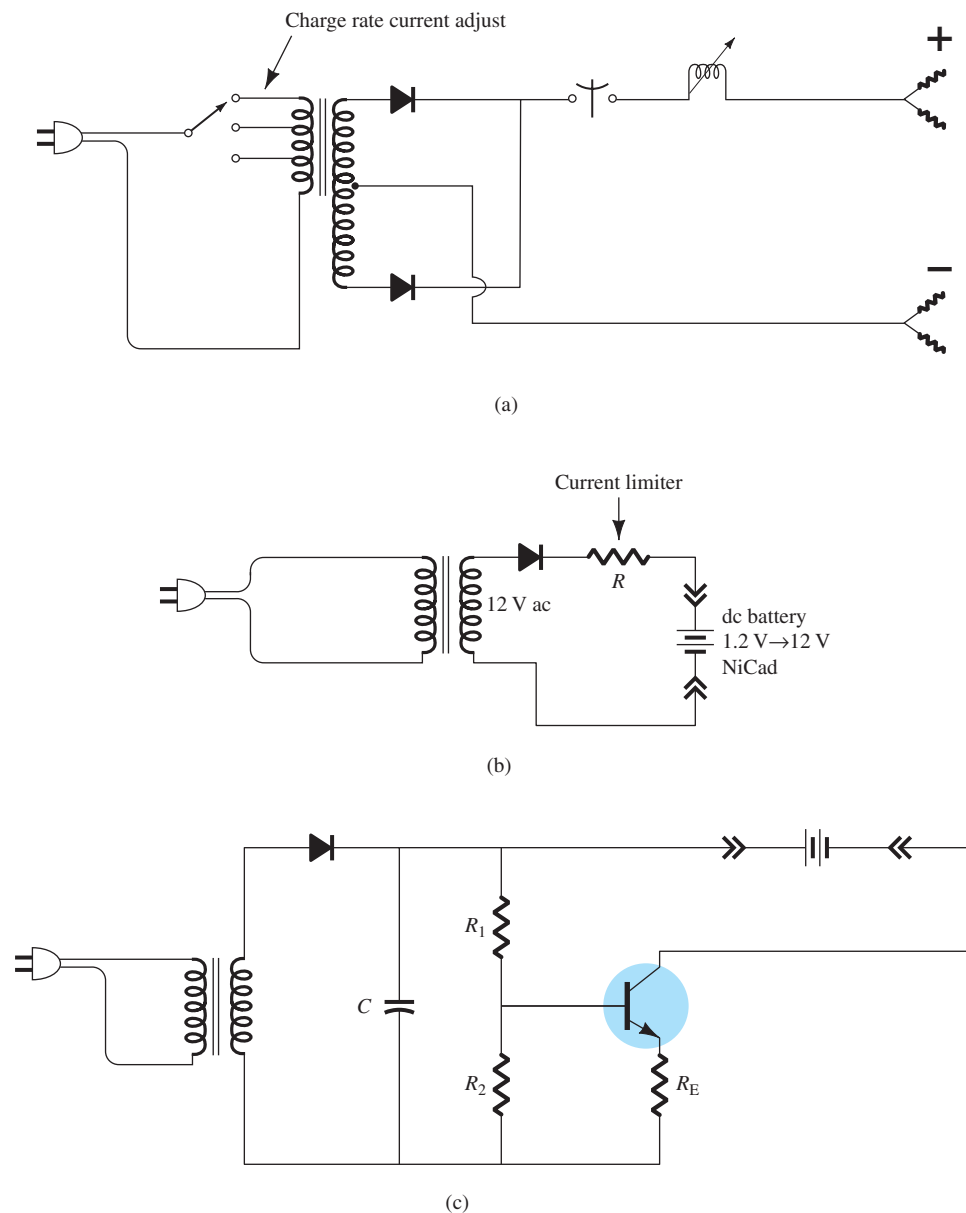 Charge rate current adjust
+
−
(a)
Current limiter
R
12 V ac
dc battery
1.2 V→12 V
NiCad
(b)
R1
C
R2
RE
(c)